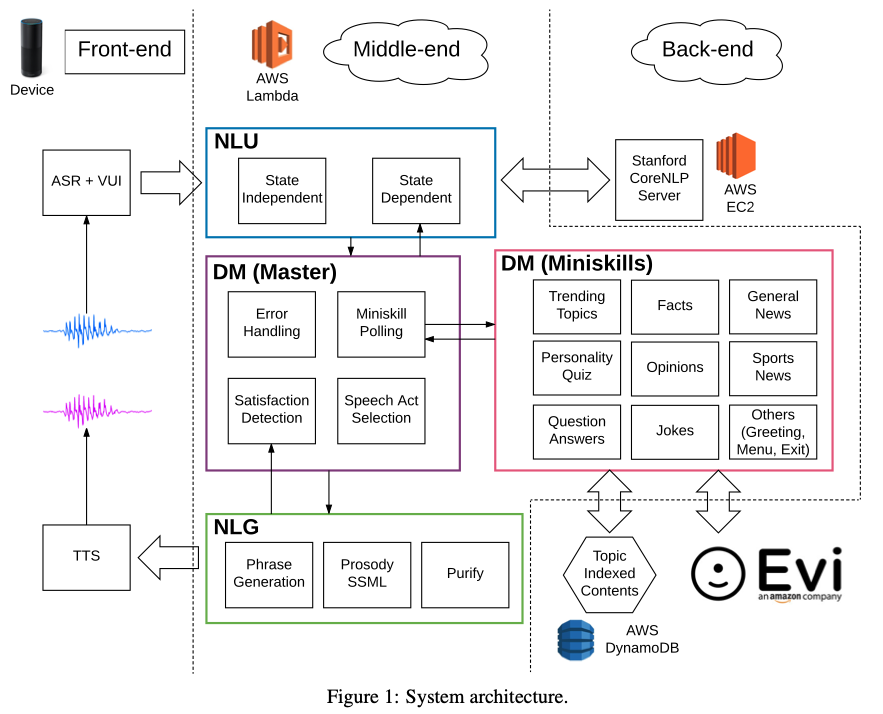 Device
Front-end
AWS
Lambda
Middle-end
Back-end
ASR + VUI
NLU
State
Independent
State
Dependent
Stanford
CoreNLP
Server
AWS
EC2
DM (Master)
Error
Handling
Miniskill
Polling
Satisfaction
Detection
Speech Act
Selection
DM (Miniskills)
Trending
Topics
Facts
General
News
Personality
Quiz
Opinions
Sports
News
Question
Answers
Jokes
Others
(Greeting,
Menu, Exit)
TTS
NLG
Phrase
Generation
Prosody
SSML
Purify
Topic
Indexed
Contents
AWS
DynamoDB
Evi
an amazon company
Figure 1: System architecture.